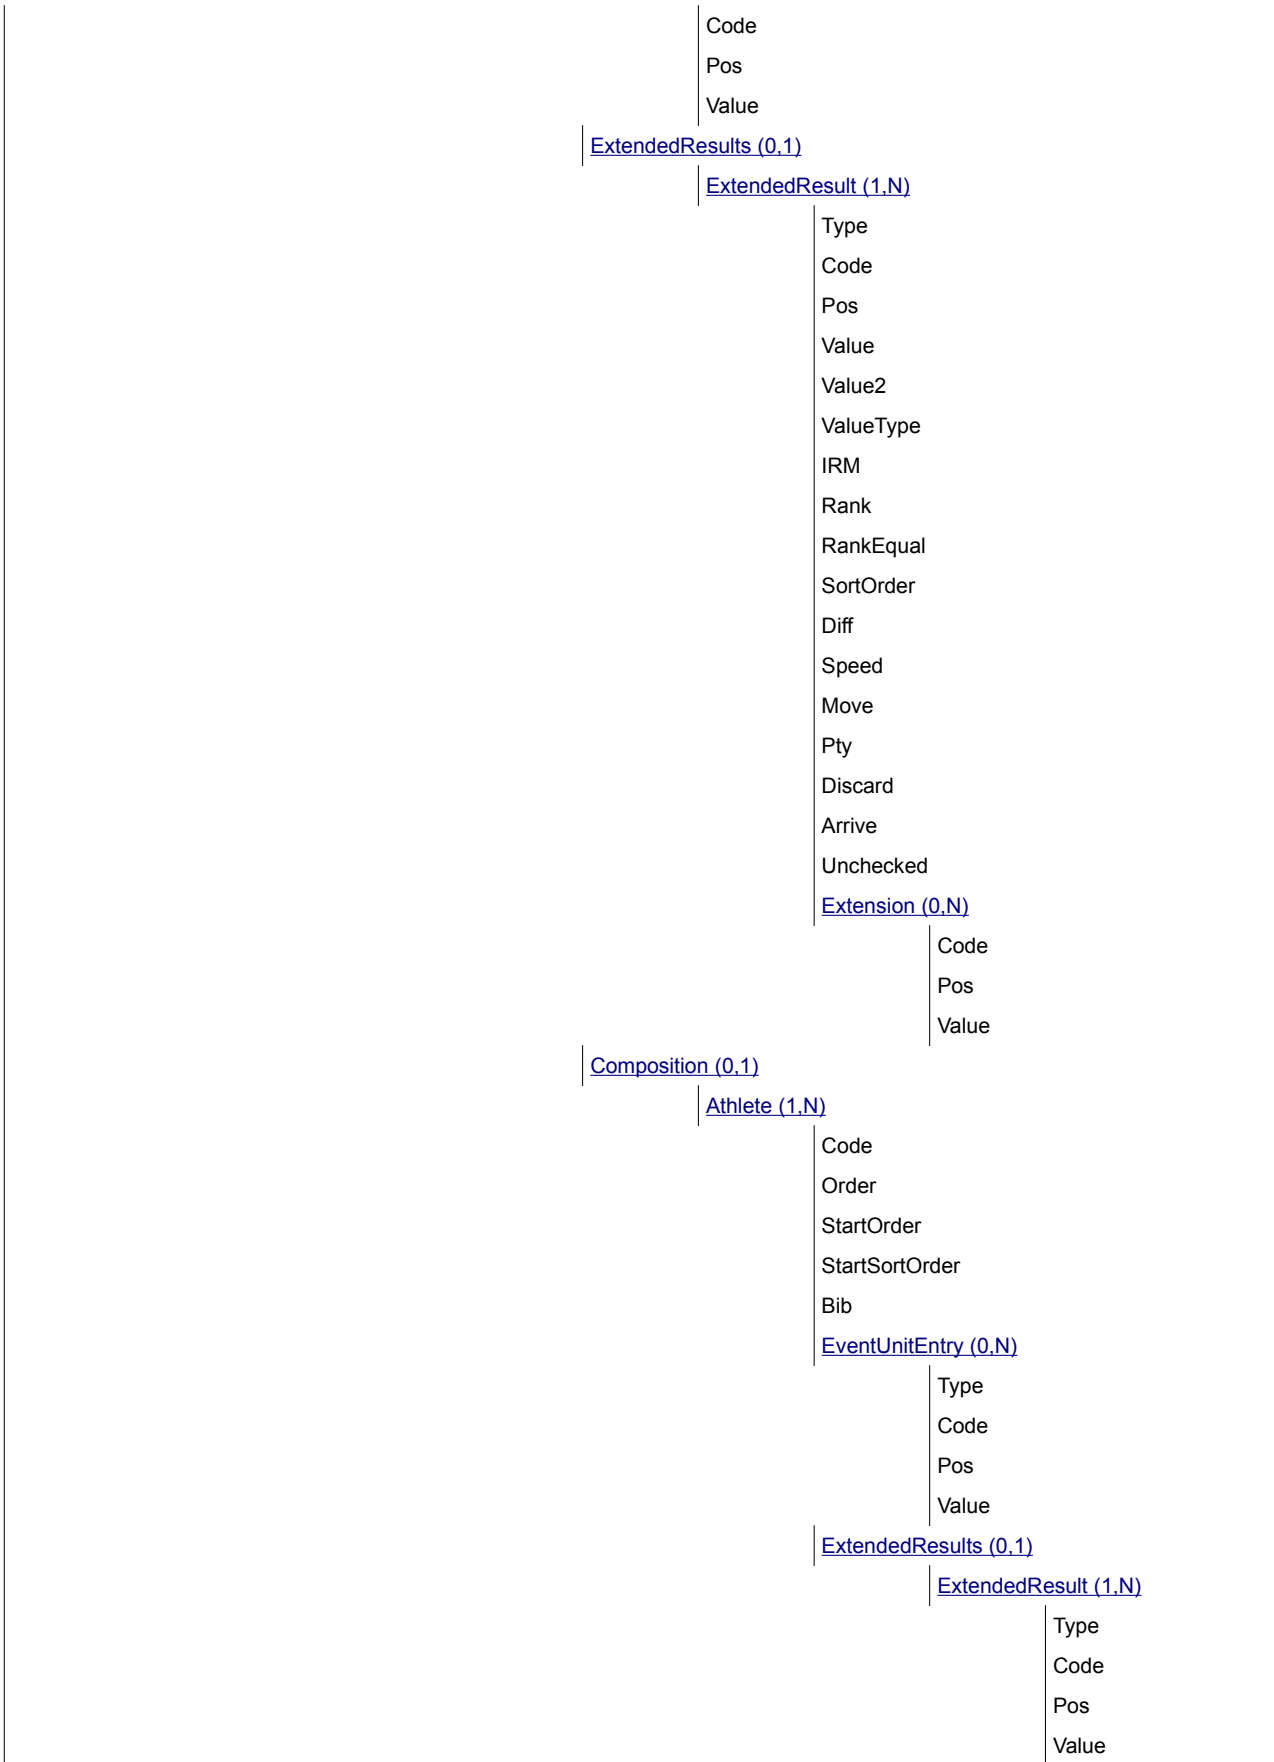 Code
Pos
Value
ExtendedResults (0,1)
ExtendedResult (1,N)
Type
Code
Pos
Value
Value2
ValueType
IRM
Rank
RankEqual
SortOrder
Diff
Speed
Move
Pty
Discard
Arrive
Unchecked
Extension (0,N)
Code
Pos
Value
Composition (0,1)
Athlete (1,N)
Code
Order
StartOrder
StartSortOrder
Bib
EventUnitEntry (0,N)
Type
Code
Pos
Value
ExtendedResults (0,1)
ExtendedResult (1,N)
Type
Code
Pos
Value